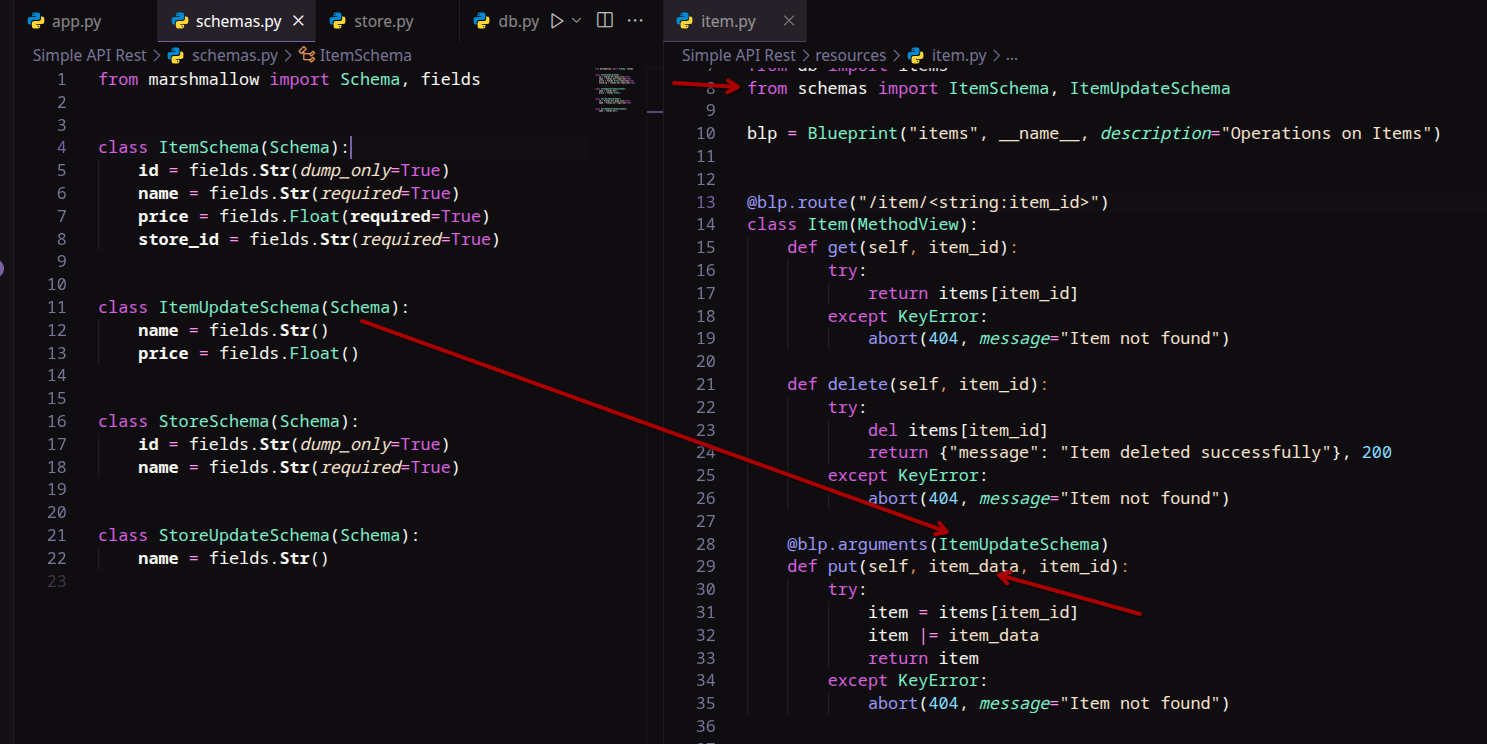 app.py
schemas.py
store.py
db.py
Simple API Rest > schemas.py > ItemSchema
1 from marshmallow import Schema, fields
2
3
4 class ItemSchema(Schema):
5     id = fields.Str(dump_only=True)
6     name = fields.Str(required=True)
7     price = fields.Float(required=True)
8     store_id = fields.Str(required=True)
9
10
11 class ItemUpdateSchema(Schema):
12     name = fields.Str()
13     price = fields.Float()
14
15
16 class StoreSchema(Schema):
17     id = fields.Str(dump_only=True)
18     name = fields.Str(required=True)
19
20
21 class StoreUpdateSchema(Schema):
22     name = fields.Str()
23
item.py
Simple API Rest > resources > item.py > ...
7 from db import items
8 from schemas import ItemSchema, ItemUpdateSchema
9
10 blp = Blueprint("items", __name__, description="Operations on Items")
11
12
13 @blp.route("/item/<string:item_id>")
14 class Item(MethodView):
15     def get(self, item_id):
16         try:
17             return items[item_id]
18         except KeyError:
19             abort(404, message="Item not found")
20
21     def delete(self, item_id):
22         try:
23             del items[item_id]
24             return {"message": "Item deleted successfully"}, 200
25         except KeyError:
26             abort(404, message="Item not found")
27
28     @blp.arguments(ItemUpdateSchema)
29     def put(self, item_data, item_id):
30         try:
31             item = items[item_id]
32             item |= item_data
33             return item
34         except KeyError:
35             abort(404, message="Item not found")
36